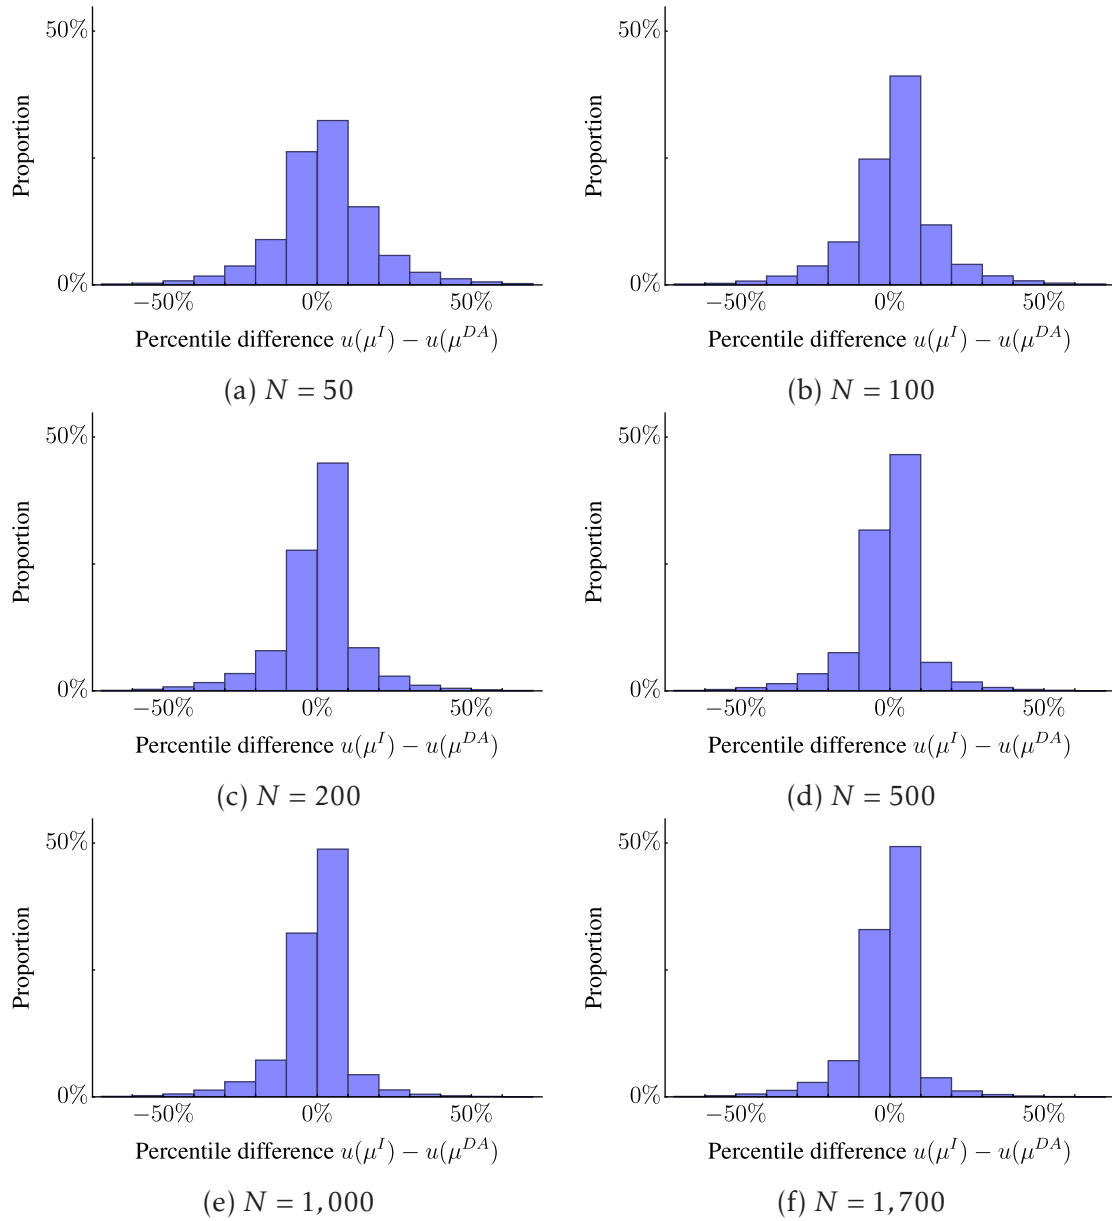 50%
Proportion
0%
−50% 0% 50%
Percentile difference u(μ^I) − u(μ^{DA})
(a) N = 50
50%
Proportion
0%
−50% 0% 50%
Percentile difference u(μ^I) − u(μ^{DA})
(b) N = 100
50%
Proportion
0%
−50% 0% 50%
Percentile difference u(μ^I) − u(μ^{DA})
(c) N = 200
50%
Proportion
0%
−50% 0% 50%
Percentile difference u(μ^I) − u(μ^{DA})
(d) N = 500
50%
Proportion
0%
−50% 0% 50%
Percentile difference u(μ^I) − u(μ^{DA})
(e) N = 1,000
50%
Proportion
0%
−50% 0% 50%
Percentile difference u(μ^I) − u(μ^{DA})
(f) N = 1,700